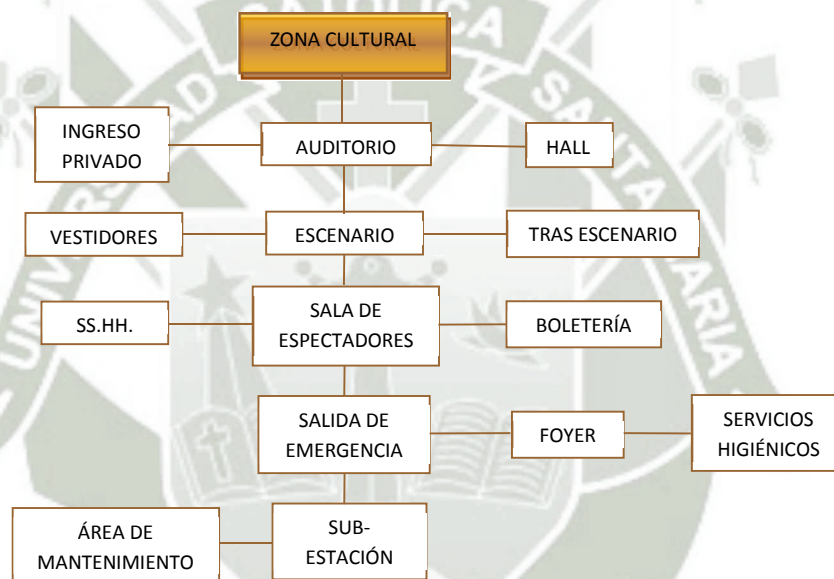 ZONA CULTURAL
INGRESO
PRIVADO
AUDITORIO
HALL
VESTIDORES
ESCENARIO
TRAS ESCENARIO
SS.HH.
SALA DE
ESPECTADORES
BOLETERÍA
SALIDA DE
EMERGENCIA
FOYER
SERVICIOS
HIGIÉNICOS
ÁREA DE
MANTENIMIENTO
SUB-
ESTACIÓN
SANTA